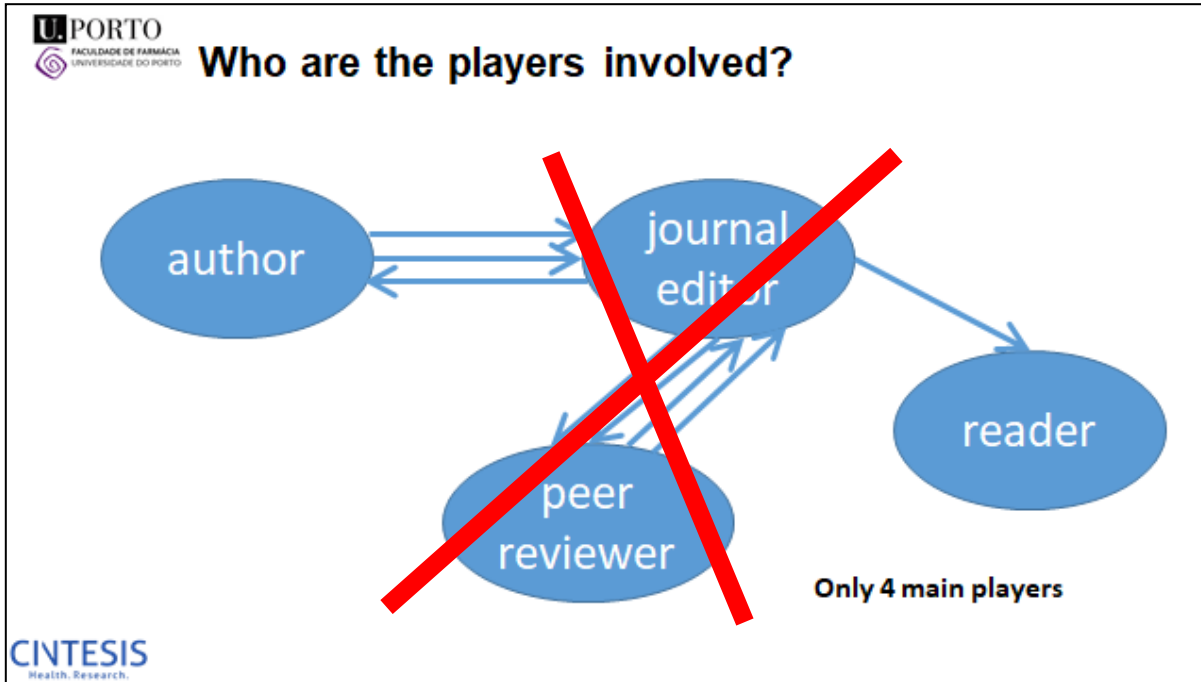 U. PORTO
FACULDADE DE FARMÁCIA
UNIVERSIDADE DO PORTO
Who are the players involved?
author
journal
editor
reader
peer
reviewer
Only 4 main players
CINTESIS
Health. Research.